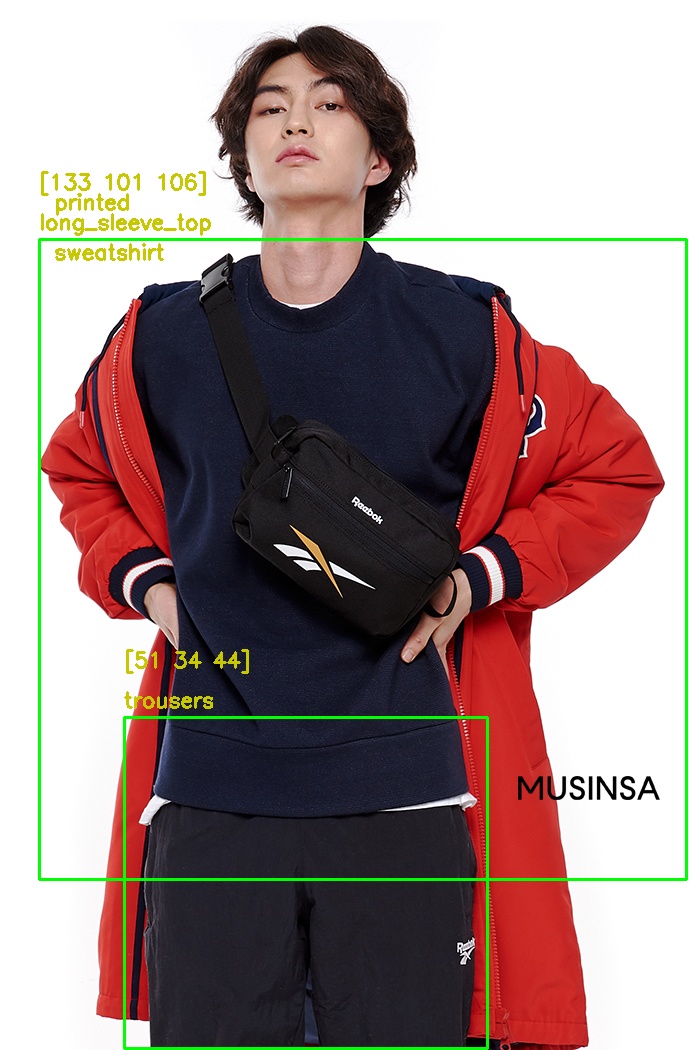 [133 101 106]
printed
long_sleeve_top
sweatshirt
Reebok
[51 34 44]
trousers
MUSINSA
Reebok